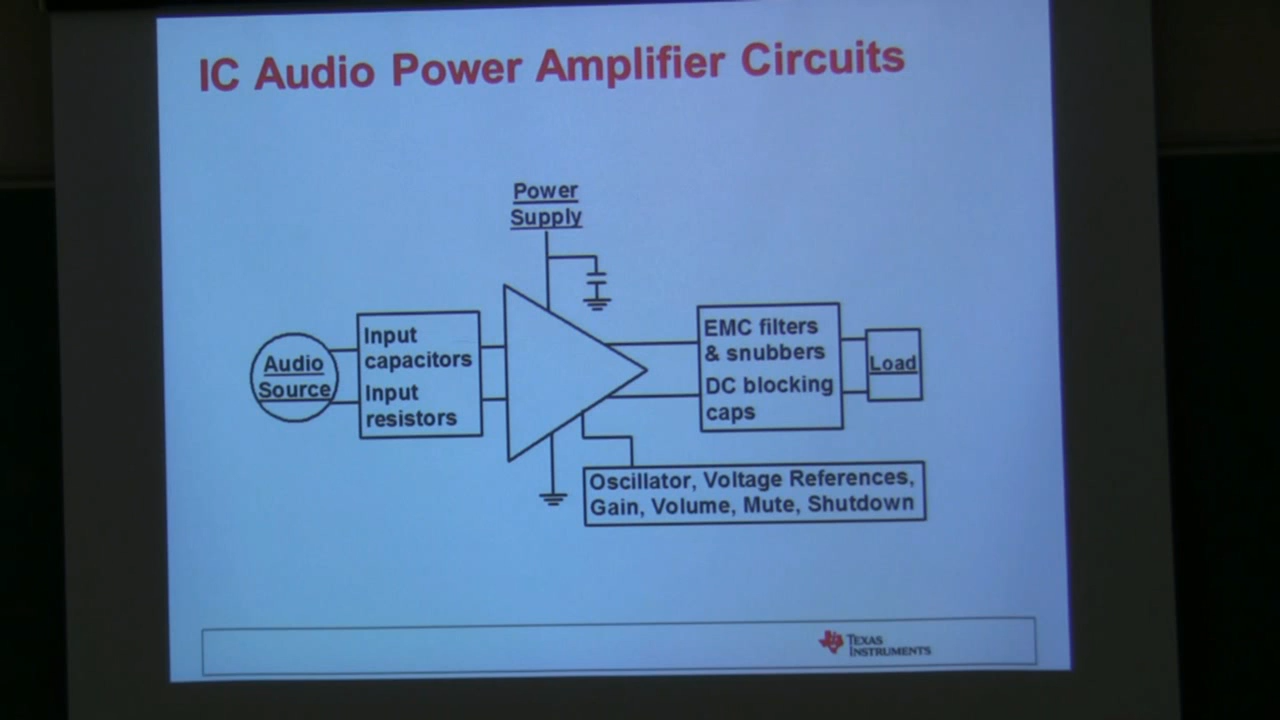 IC Audio Power Amplifier Circuits
Power
Supply
Audio
Source
Input
capacitors
Input
resistors
EMC filters
& snubbers
DC blocking
caps
Load
Oscillator, Voltage References,
Gain, Volume, Mute, Shutdown
TEXAS
INSTRUMENTS